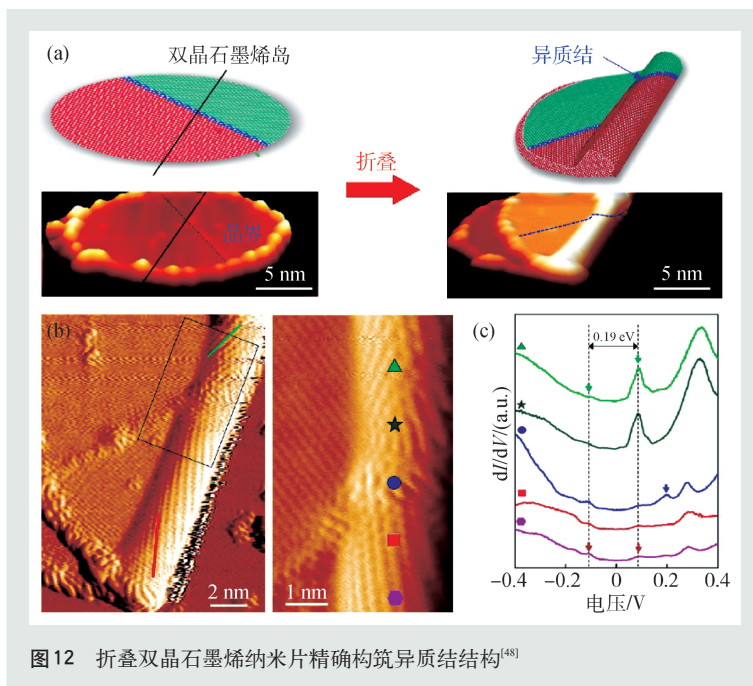 (a)
双晶石墨烯岛
异质结
折叠
晶界
5 nm
5 nm
(b)
2 nm
1 nm
(c)
0.19 eV
dI/dV/(a.u.)
−0.4
−0.2
0
0.2
0.4
电压/V
图12 折叠双晶石墨烯纳米片精确构筑异质结结构[48]